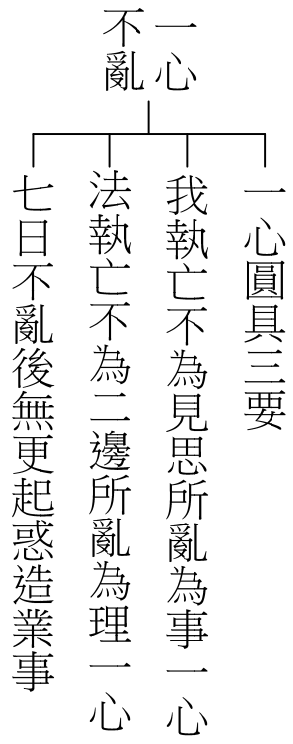 一心
不亂
一心圓具三要
我執亡不為見思所亂為事一心
法執亡不為二邊所亂為理一心
七日不亂後無更起惑造業事